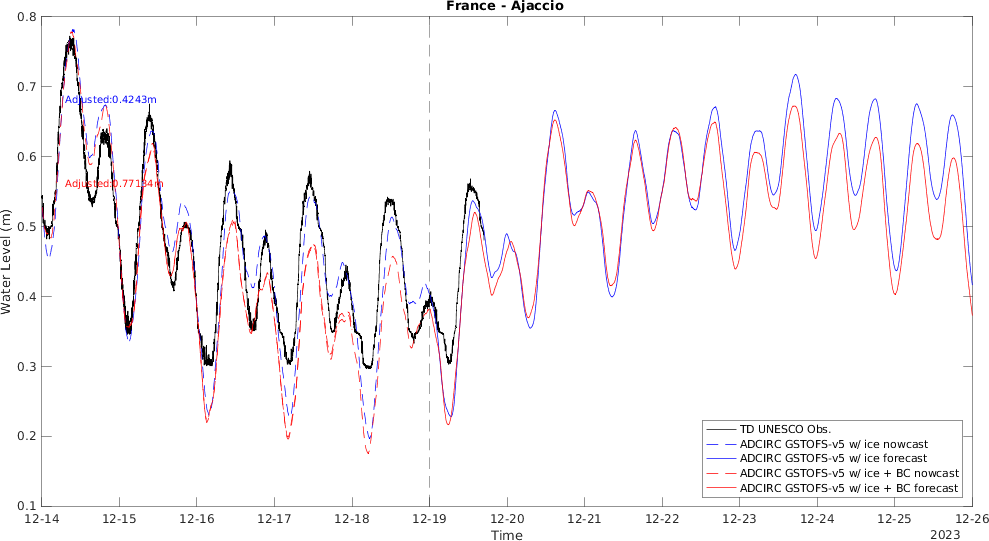 France - Ajaccio
0.8
0.7
0.6
0.5
0.4
0.3
0.2
0.1
Water Level (m)
Adjusted:0.4243m
Adjusted:0.77134m
TD UNESCO Obs.
ADCIRC GSTOFS-v5 w/ ice nowcast
ADCIRC GSTOFS-v5 w/ ice forecast
ADCIRC GSTOFS-v5 w/ ice + BC nowcast
ADCIRC GSTOFS-v5 w/ ice + BC forecast
12-14 12-15 12-16 12-17 12-18 12-19 12-20 12-21 12-22 12-23 12-24 12-25 12-26
Time
2023